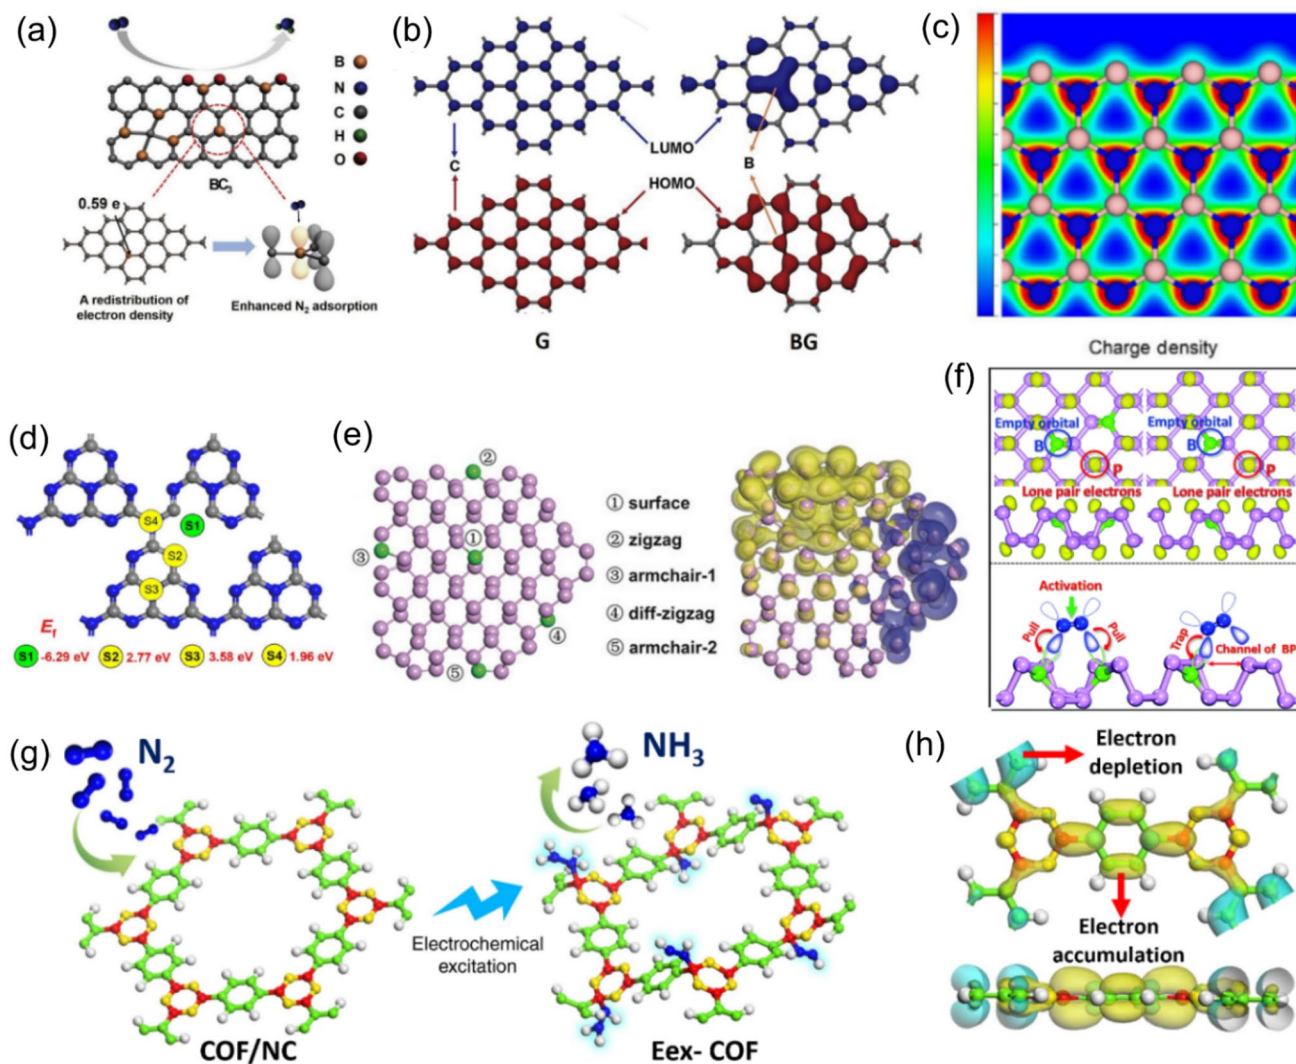 (a)
B
N
C
H
O
BC3
0.59 e
A redistribution of
electron density
Enhanced N2 adsorption
(b)
LUMO
C
B
HOMO
G
BG
(c)
Charge density
(d)
S1
S4
S2
S3
Ef
S1 -6.29 eV S2 2.77 eV S3 3.58 eV S4 1.96 eV
(e)
②
①
③
④
⑤
① surface
② zigzag
③ armchair-1
④ diff-zigzag
⑤ armchair-2
(f)
Empty orbital
B
P
Lone pair electrons
Empty orbital
B
P
Lone pair electrons
Activation
Pull
Pull
Trap
Channel of BP
(g)
N2
NH3
Electrochemical
excitation
COF/NC
Eex- COF
(h)
Electron
depletion
Electron
accumulation